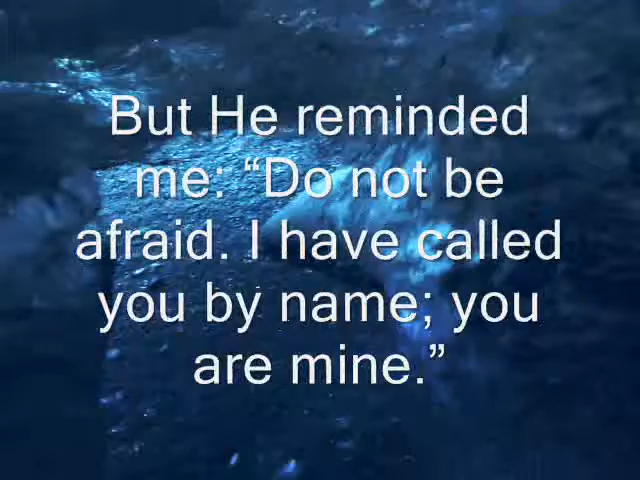 But He reminded
me: “Do not be
afraid. I have called
you by name; you
are mine.”